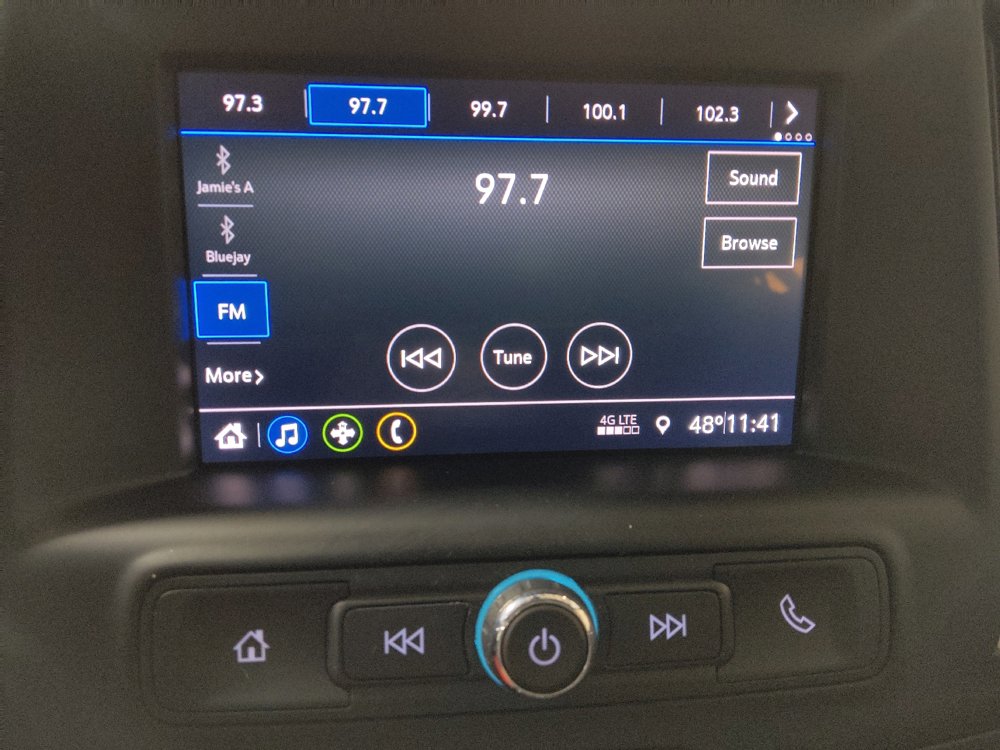 97.3 97.7 99.7 100.1 102.3
Jamie's A
97.7
Sound
Bluejay
Browse
FM
Tune
More
4G LTE 48° 11:41